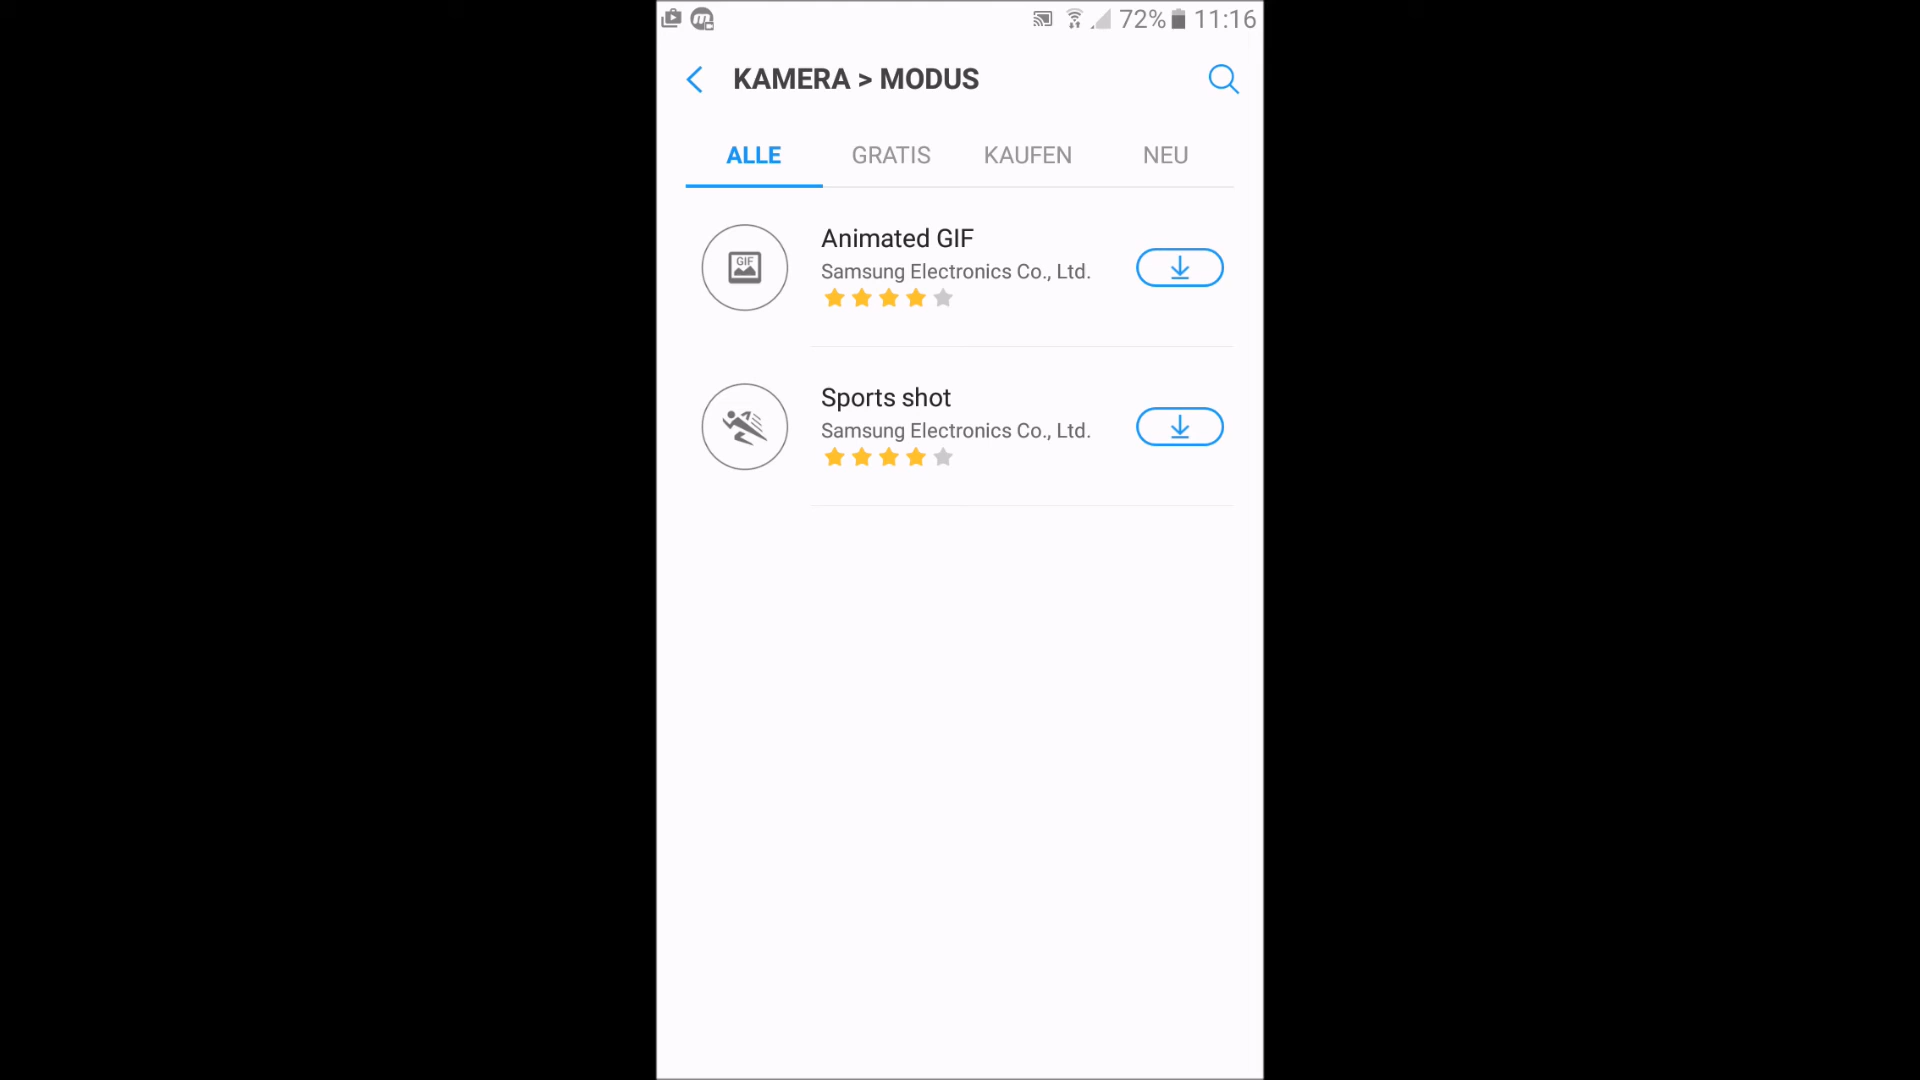 72% 11:16
KAMERA > MODUS
ALLE GRATIS KAUFEN NEU
GIF
Animated GIF
Samsung Electronics Co., Ltd.
Sports shot
Samsung Electronics Co., Ltd.